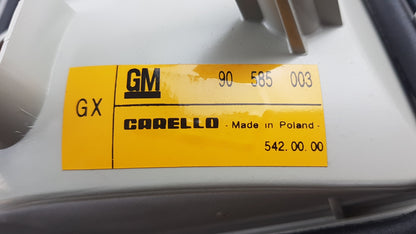 GX
GM 90 585 003
CARELLO - Made in Poland -
542.00.00